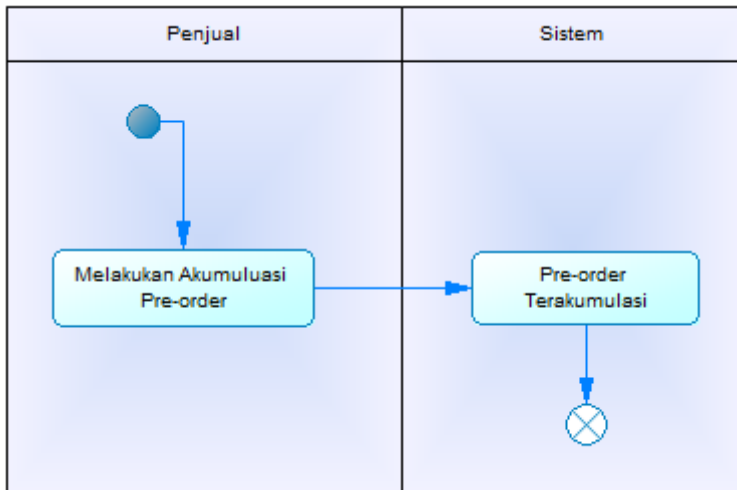 Penjual
Sistem
Melakukan Akumuluasi
Pre-order
Pre-order
Terakumulasi